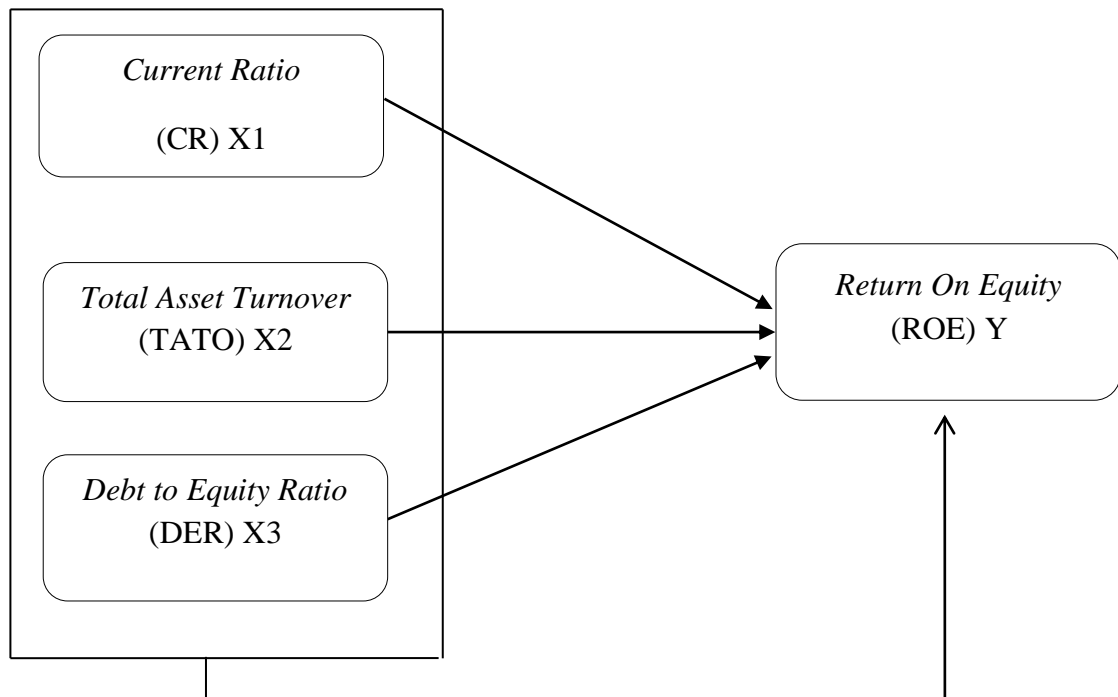 Current Ratio
(CR) X1
Total Asset Turnover
(TATO) X2
Return On Equity
(ROE) Y
Debt to Equity Ratio
(DER) X3